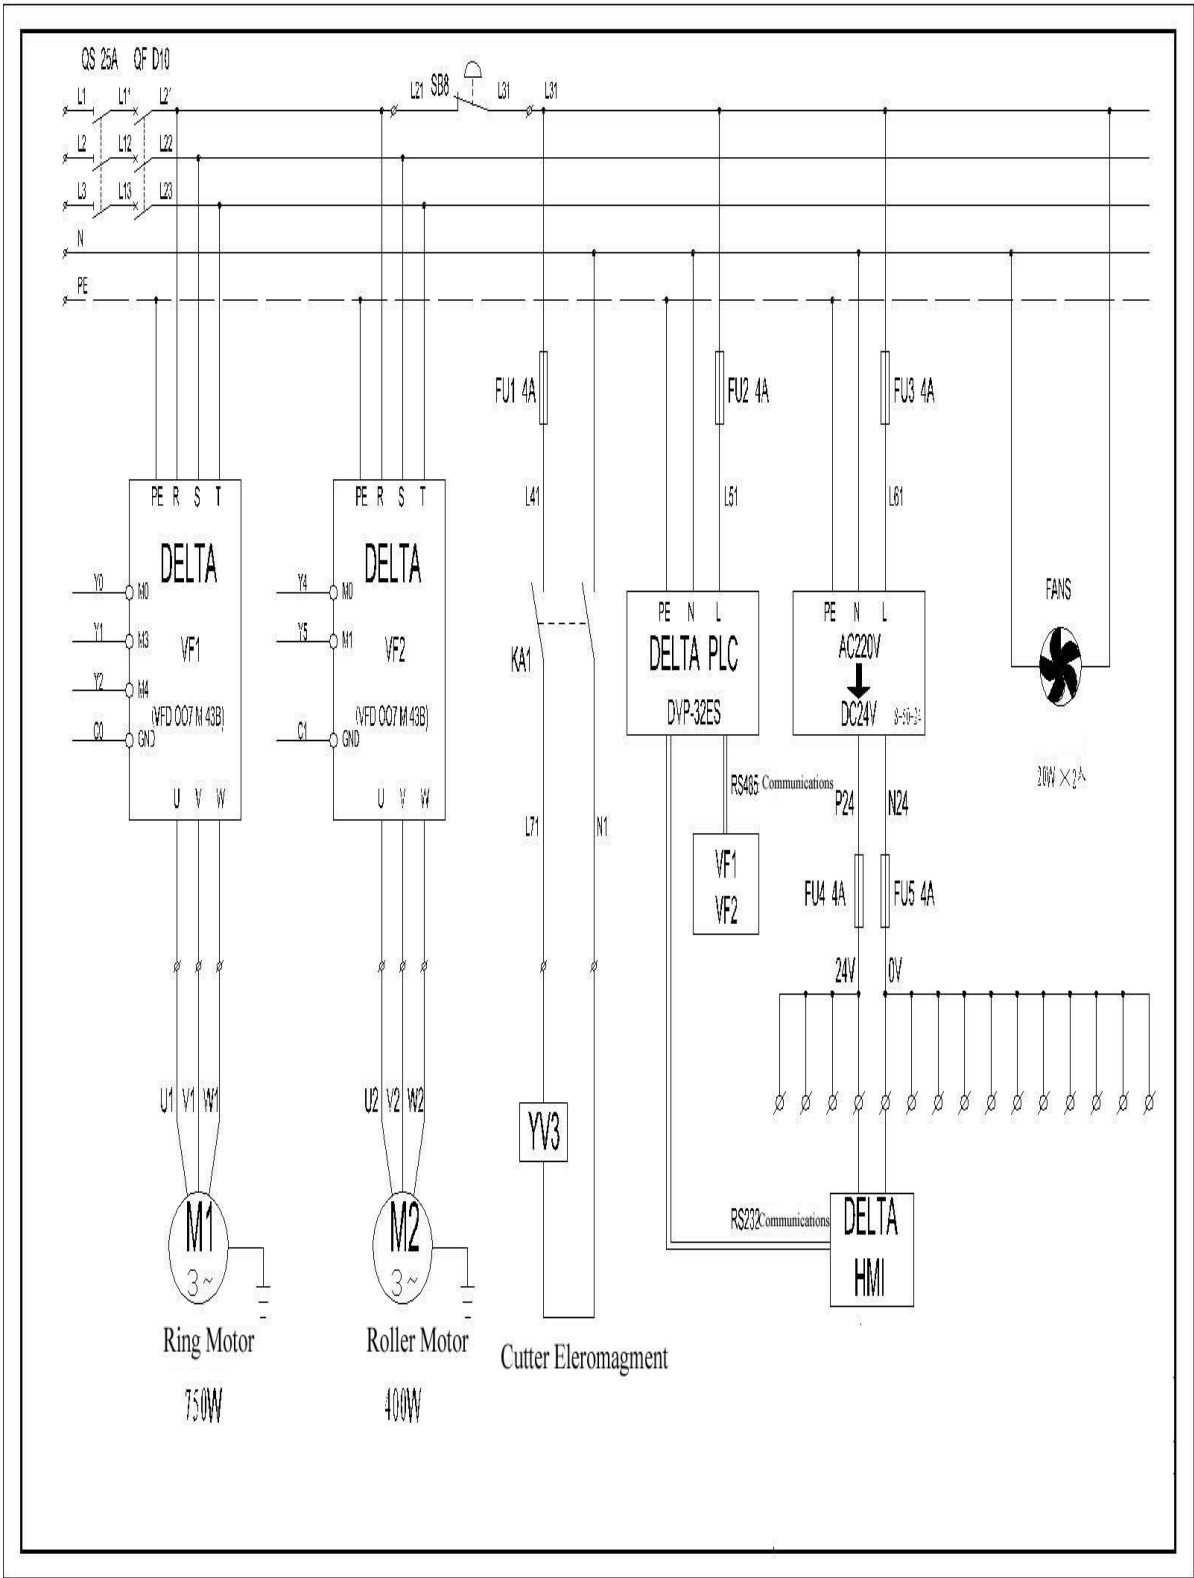 QS 25A QF D10
L1 L11 L21 L21 SB8 L31 L31
L2 L12 L22
L3 L13 L23
N
PE
FU1 4A FU2 4A FU3 4A
L41 L51 L61
PE R S T PE R S T
DELTA DELTA
Y0 M0 Y4 M0
Y1 M3 Y5 M1
VF1 VF2
Y2 M4
(VFD 007 M 43B) (VFD 007 M 43B)
C0 GND C1 GND
U V W U V W
KA1
PE N L
DELTA PLC
DVP-32ES
PE N L
AC220V
DC24V
FANS
20W
RS485 Communications
P24 N24
L71 N1
VF1
VF2
FU4 4A FU5 4A
24V 0V
U1 V1 W1 U2 V2 W2
YV3
M1 M2
3~ 3~
RS232 Communications
DELTA
HMI
Ring Motor Roller Motor Cutter Eleromagment
750W 400W